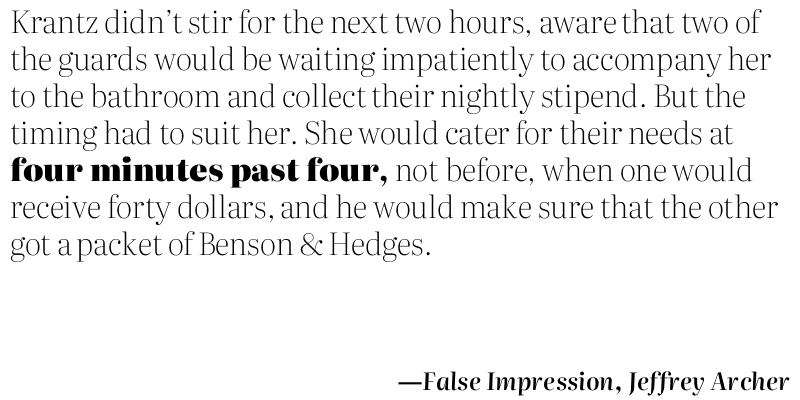 Krantz didn’t stir for the next two hours, aware that two of
the guards would be waiting impatiently to accompany her
to the bathroom and collect their nightly stipend. But the
timing had to suit her. She would cater for their needs at
four minutes past four, not before, when one would
receive forty dollars, and he would make sure that the other
got a packet of Benson & Hedges.
—False Impression, Jeffrey Archer